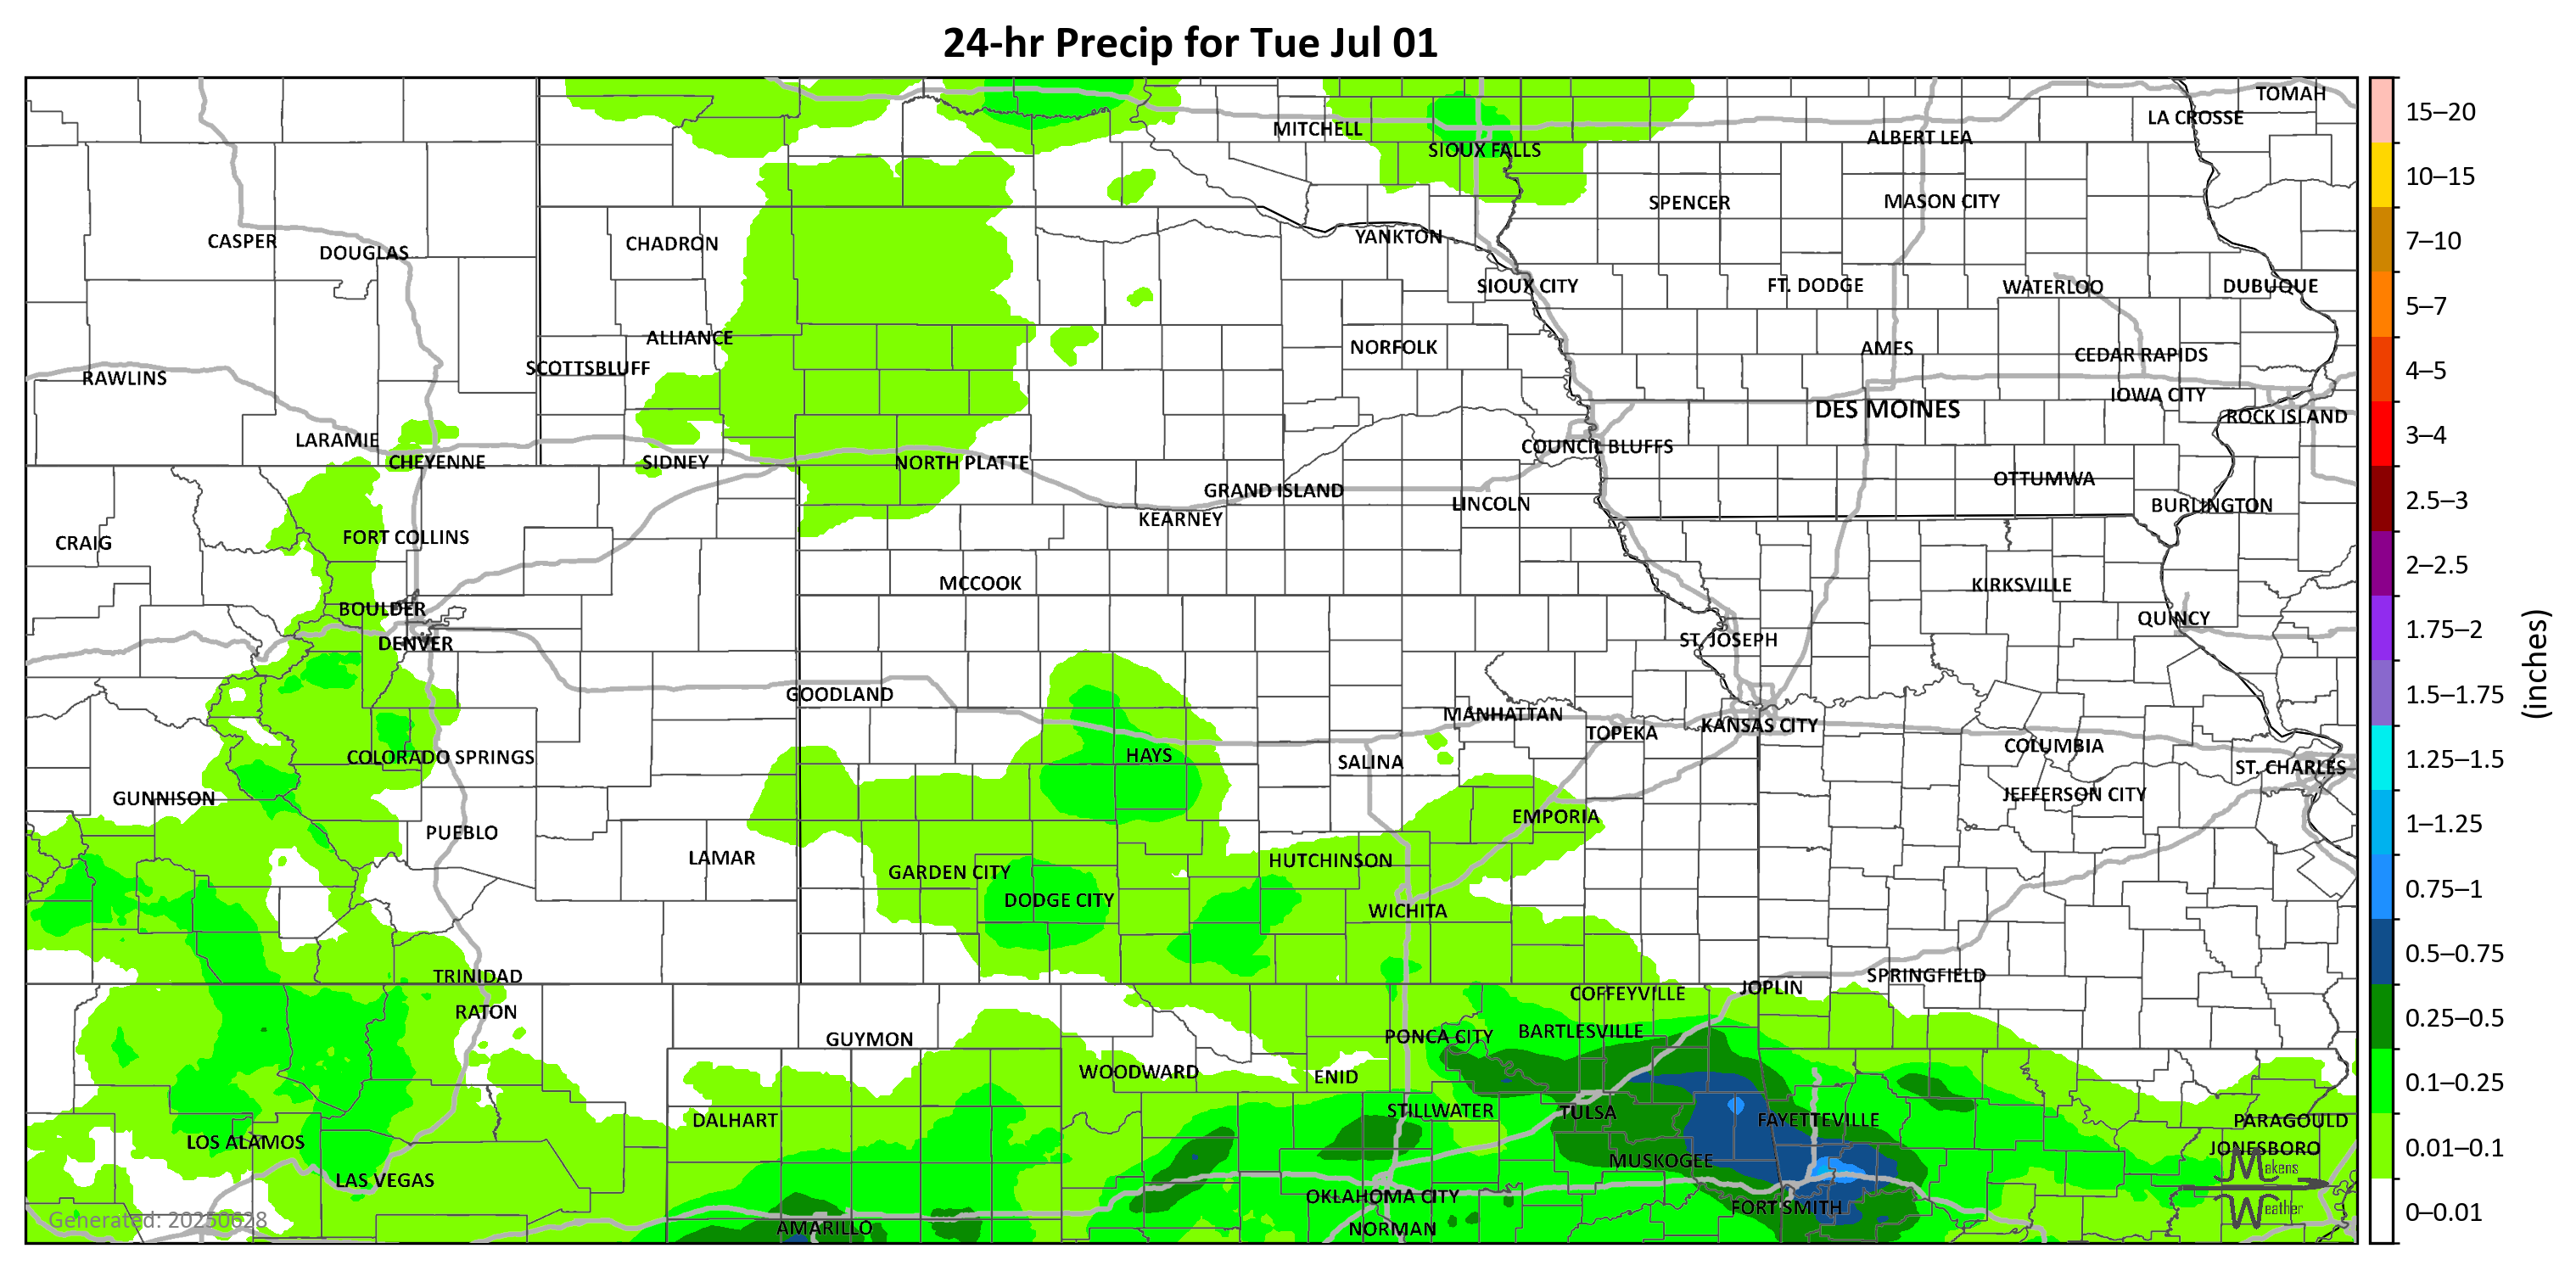 24-hr Precip for Tue Jul 01
TOMAH
LA CROSSE
MITCHELL
ALBERT LEA
SIOUX FALLS
SPENCER
MASON CITY
CASPER
DOUGLAS
CHADRON
YANKTON
SIOUX CITY
FT. DODGE
WATERLOO
DUBUQUE
ALLIANCE
NORFOLK
AMES
CEDAR RAPIDS
SCOTTSBLUFF
RAWLINS
IOWA CITY
DES MOINES
ROCK ISLAND
LARAMIE
COUNCIL BLUFFS
CHEYENNE
SIDNEY
NORTH PLATTE
OTTUMWA
GRAND ISLAND
LINCOLN
BURLINGTON
KEARNEY
FORT COLLINS
CRAIG
MCCOOK
KIRKSVILLE
BOULDER
QUINCY
DENVER
ST. JOSEPH
GOODLAND
MANHATTAN
KANSAS CITY
TOPEKA
COLUMBIA
COLORADO SPRINGS
HAYS
SALINA
ST. CHARLES
GUNNISON
JEFFERSON CITY
EMPORIA
PUEBLO
LAMAR
HUTCHINSON
GARDEN CITY
DODGE CITY
WICHITA
TRINIDAD
SPRINGFIELD
COFFEYVILLE
JOPLIN
RATON
GUYMON
PONCA CITY
BARTLESVILLE
WOODWARD
ENID
STILLWATER
TULSA
DALHART
FAYETTEVILLE
PARAGOULD
LOS ALAMOS
JONESBORO
MUSKOGEE
LAS VEGAS
OKLAHOMA CITY
FORT SMITH
AMARILLO
NORMAN
Makens
Weather
Generated: 20250628
15–20
10–15
7–10
5–7
4–5
3–4
2.5–3
2–2.5
1.75–2
1.5–1.75
1.25–1.5
1–1.25
0.75–1
0.5–0.75
0.25–0.5
0.1–0.25
0.01–0.1
0–0.01
(inches)